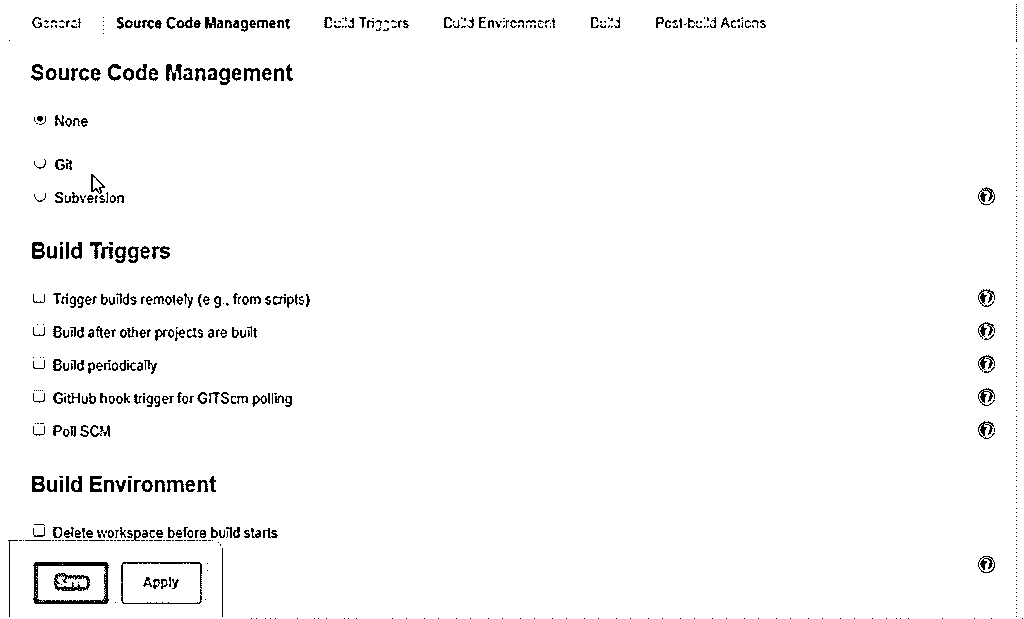 General Source Code Management Build Triggers Build Environment Build Post-build Actions
Source Code Management
None
Git
Subversion
Build Triggers
Trigger builds remotely (e.g., from scripts)
Build after other projects are built
Build periodically
GitHub hook trigger for GITScm polling
Poll SCM
Build Environment
Delete workspace before build starts
Save Apply